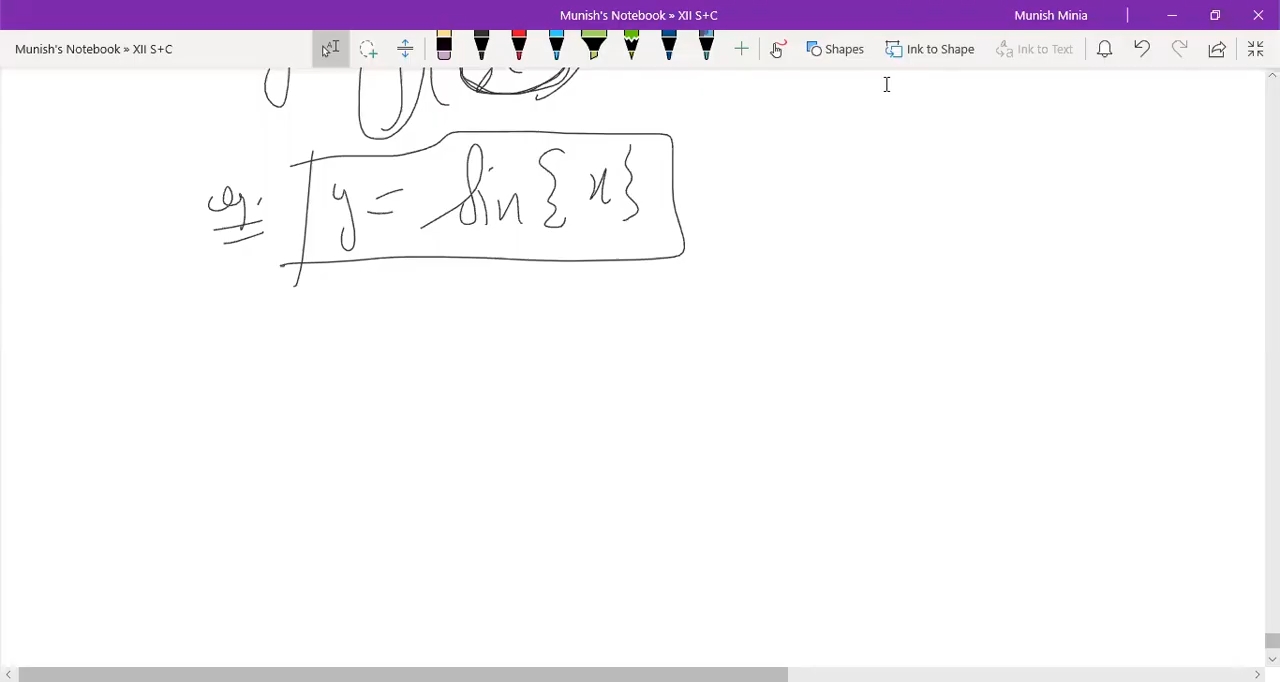 Munish's Notebook » XII S+C
Munish Minia
Munish's Notebook » XII S+C
Shapes
Ink to Shape
Ink to Text
eg: y = sin{x}